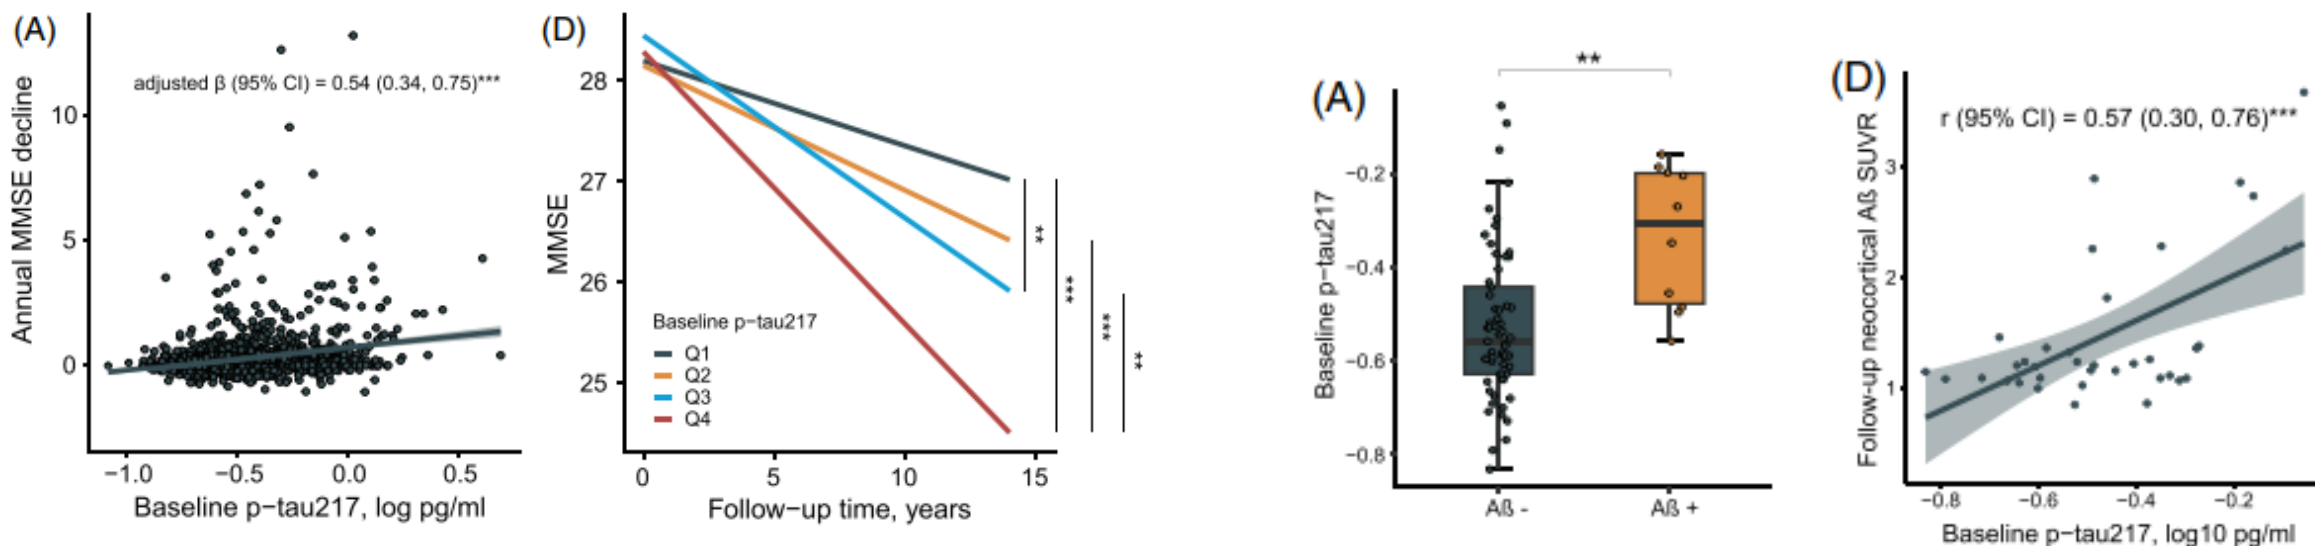 (A)
Annual MMSE decline
adjusted β (95% CI) = 0.54 (0.34, 0.75)***
10
5
0
−1.0
−0.5
0.0
0.5
Baseline p−tau217, log pg/ml
(D)
MMSE
28
27
26
25
Baseline p−tau217
Q1
Q2
Q3
Q4
**
***
***
**
0
5
10
15
Follow−up time, years
(A)
Baseline p−tau217
**
−0.2
−0.4
−0.6
−0.8
Aß -
Aß +
(D)
Follow−up neocortical Aß SUVR
r (95% CI) = 0.57 (0.30, 0.76)***
3
2
1
−0.8
−0.6
−0.4
−0.2
Baseline p−tau217, log10 pg/ml